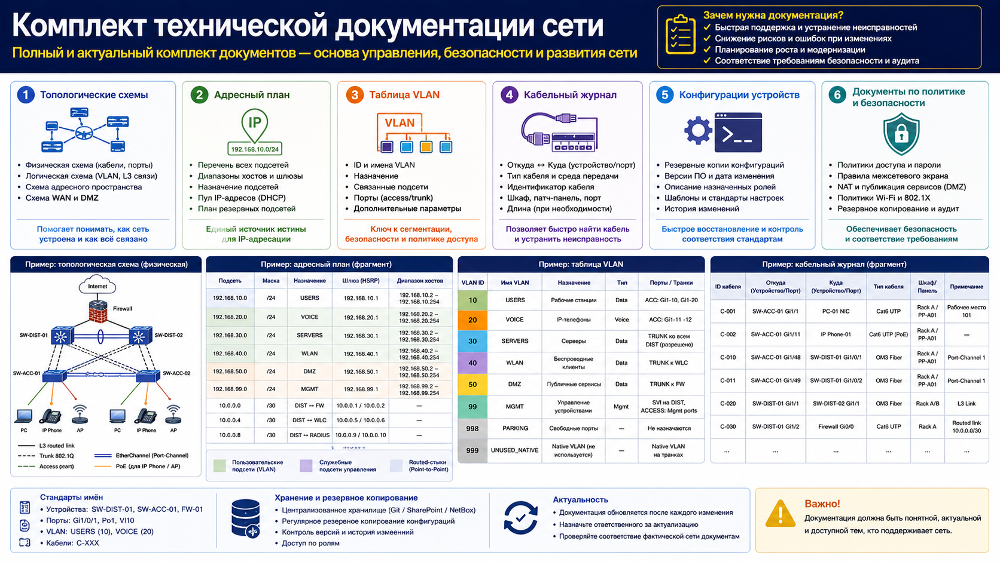 Комплект технической документации сети
Полный и актуальный комплект документов — основа управления, безопасности и развития сети
Зачем нужна документация?
✓ Быстрая поддержка и устранение неисправностей
✓ Снижение рисков и ошибок при изменениях
✓ Планирование роста и модернизации
✓ Соответствие требованиям безопасности и аудита
1 Топологические схемы
• Физическая схема (кабели, порты)
• Логическая схема (VLAN, L3 связи)
• Схема адресного пространства
• Схема WAN и DMZ
Помогает понимать, как сеть
устроена и как всё связано
2 Адресный план
IP
192.168.10.0/24
• Перечень всех подсетей
• Диапазоны хостов и шлюзы
• Назначение подсетей
• Пул IP-адресов (DHCP)
• План резервных подсетей
Единый источник истины
для IP-адресации
3 Таблица VLAN
VLAN
• ID и имена VLAN
• Назначение
• Связанные подсети
• Порты (access/trunk)
• Дополнительные параметры
Ключ к сегментации,
безопасности и политике доступа
4 Кабельный журнал
• Откуда ↔ Куда (устройство/порт)
• Тип кабеля и среда передачи
• Идентификатор кабеля
• Шкаф, патч-панель, порт
• Длина (при необходимости)
Позволяет быстро найти кабель
и устранить неисправность
5 Конфигурации устройств
• Резервные копии конфигураций
• Версии ПО и дата изменения
• Описание назначенных ролей
• Шаблоны и стандарты настроек
• История изменений
Быстрое восстановление и контроль
соответствия стандартам
6 Документы по политике
и безопасности
• Политики доступа и пароли
• Правила межсетевого экрана
• NAT и публикация сервисов (DMZ)
• Политики Wi-Fi и 802.1X
• Резервное копирование и аудит
Обеспечивает безопасность
и соответствие требованиям
Пример: топологическая схема (физическая)
Internet
Firewall
SW-DIST-01 SW-DIST-02
SW-ACC-01 SW-ACC-02
PC IP Phone AP PC IP Phone AP
L3 routed link
Trunk 802.1Q EtherChannel (Port-Channel)
Access (реart) PoE (для IP Phone / AP)
Пример: адресный план (фрагмент)
Подсеть Маска Назначение Шлюз (HSRP) Диапазон хостов
192.168.10.0 /24 USERS 192.168.10.1 192.168.10.2 –
192.168.10.254
192.168.20.0 /24 VOICE 192.168.20.1 192.168.20.2 –
192.168.20.254
192.168.30.0 /24 SERVERS 192.168.30.1 192.168.30.2 –
192.168.30.254
192.168.40.0 /24 WLAN 192.168.40.1 192.168.40.2 –
192.168.40.254
192.168.50.0 /24 DMZ 192.168.50.1 192.168.50.2 –
192.168.50.254
192.168.99.0 /24 MGMT 192.168.99.1 192.168.99.2 –
192.168.99.254
10.0.0.0 /30 DIST ↔ FW 10.0.0.1 / 10.0.0.2 —
10.0.0.4 /30 DIST ↔ WLC 10.0.0.5 / 10.0.0.6 —
10.0.0.8 /30 DIST ↔ RADIUS 10.0.0.9 / 10.0.0.10 —
Пользовательские
подсети (VLAN)
Служебные
подсети управления
Routed-стыки
(Point-to-Point)
Пример: таблица VLAN
VLAN ID Имя VLAN Назначение Тип Порты / Транки
10 USERS Рабочие станции Data ACC: Gi1-10, Gi1-20
20 VOICE IP-телефоны Voice ACC: Gi1-11 -12
30 SERVERS Серверы Data TRUNK ко всем
DIST (разрешено)
40 WLAN Беспроводные
клиенты Data TRUNK к WLC
50 DMZ Публичные сервисы Data TRUNK к FW
99 MGMT Управление
устройствами Mgmt SVI на DIST,
ACCESS: Mgmt ports
998 PARKING Свободные порты — Не назначаются
999 UNUSED_NATIVE Native VLAN (не
используется) — Native VLAN
на транках
Пример: кабельный журнал (фрагмент)
ID кабеля Откуда
(Устройство/Порт) Куда
(Устройство/Порт) Тип кабеля Шкаф/
Панель Примечание
C-001 SW-ACC-01 Gi1/1 PC-01 NIC Cat6 UTP Rack A /
PP-A01 Рабочее место
101
C-002 SW-ACC-01 Gi1/11 IP Phone-01 Cat6 UTP (PoE) Rack A /
PP-A01 —
C-010 SW-ACC-01 Gi1/48 SW-DIST-01 Gi1/0/1 OM3 Fiber Rack A /
PP-A01 Port-Channel 1
C-011 SW-ACC-01 Gi1/49 SW-DIST-01 Gi1/0/2 OM3 Fiber Rack A /
PP-A01 Port-Channel 1
C-020 SW-DIST-01 Gi1/1 SW-DIST-02 Gi1/1 OM3 Fiber Rack A/B L3 Link
C-030 SW-DIST-01 Gi1/2 Firewall Gi0/0 Cat6 UTP Rack A Routed link
10.0.0.0/30
... ... ... ... ... ...
Стандарты имён
• Устройства: SW-DIST-01, SW-ACC-01, FW-01
• Порты: Gi1/0/1, Po1, Vl10
• VLAN: USERS (10), VOICE (20)
• Кабели: C-XXX
Хранение и резервное копирование
• Централизованное хранилище (Git / SharePoint / NetBox)
• Регулярное резервное копирование конфигураций
• Контроль версий и история измеенний
• Доступ по ролям
Актуальность
• Документация обновляется после каждого изменения
• Назначьте ответственного за актуализацию
• Проверяйте соответствие фактической сети документам
Важно!
Документация должна быть понятной, актуальной
и доступной тем, кто поддерживает сеть.